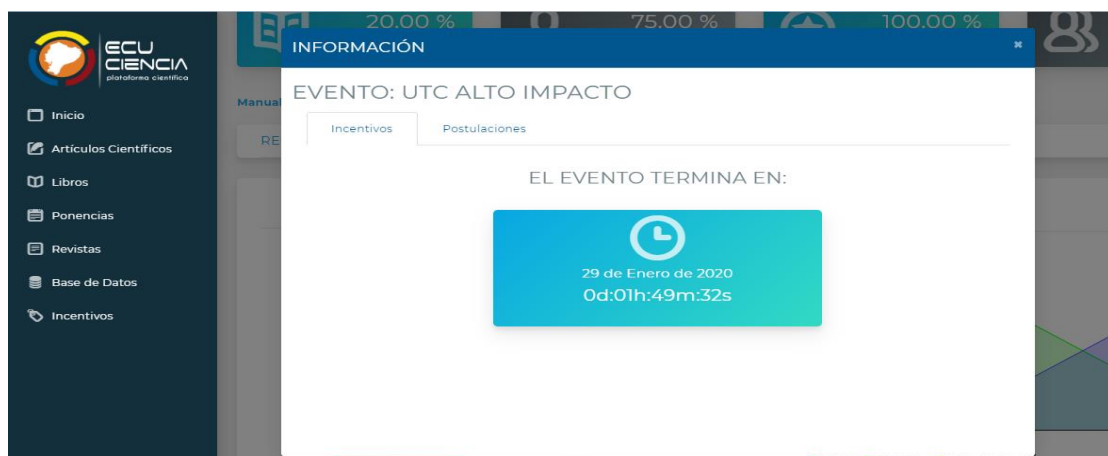 ECU
CIENCIA
plataforma científica
Inicio
Artículos Científicos
Libros
Ponencias
Revistas
Base de Datos
Incentivos
20.00 %
75.00 %
100.00 %
INFORMACIÓN
×
Manual
RE
EVENTO: UTC ALTO IMPACTO
Incentivos
Postulaciones
EL EVENTO TERMINA EN:
29 de Enero de 2020
0d:01h:49m:32s